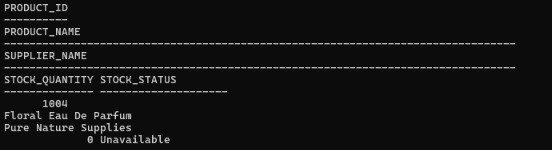 PRODUCT_ID
----------
PRODUCT_NAME
--------------------------------------------------------------------------------
SUPPLIER_NAME
--------------------------------------------------------------------------------
STOCK_QUANTITY STOCK_STATUS
-------------- --------------------
      1004
Floral Eau De Parfum
Pure Nature Supplies
             0 Unavailable